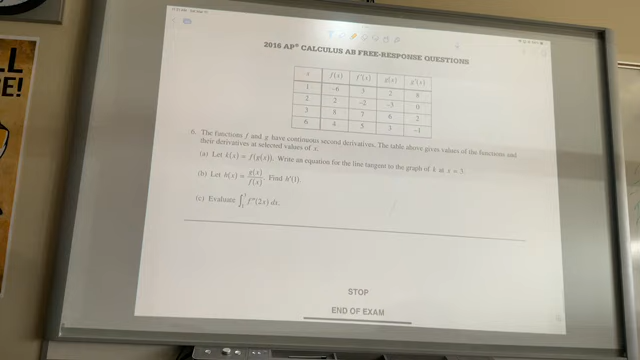 LL
E!
2016 AP® CALCULUS AB FREE-RESPONSE QUESTIONS
x f(x) f′(x) g(x) g′(x)
1 −6 3 2 8
2 2 −2 −3 0
3 8 7 6 2
6 4 5 3 −1
6. The functions f and g have continuous second derivatives. The table above gives values of the functions and
their derivatives at selected values of x.
(a) Let k(x) = f(g(x)). Write an equation for the line tangent to the graph of k at x = 3.
(b) Let h(x) = g(x)/f(x). Find h′(1).
(c) Evaluate ∫₁³ f″(2x) dx.
STOP
END OF EXAM